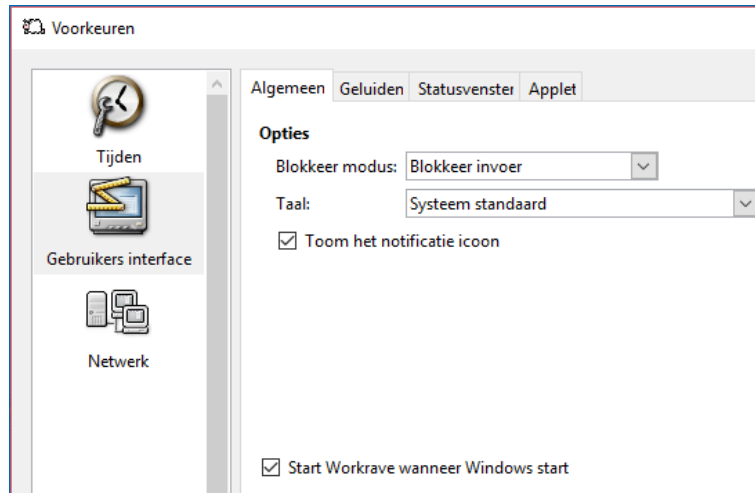 Voorkeuren
Tijden
Gebruikers interface
Netwerk
Algemeen Geluiden Statusvenster Applet
Opties
Blokkeer modus: Blokkeer invoer
Taal: Systeem standaard
Toom het notificatie icoon
Start Workrave wanneer Windows start